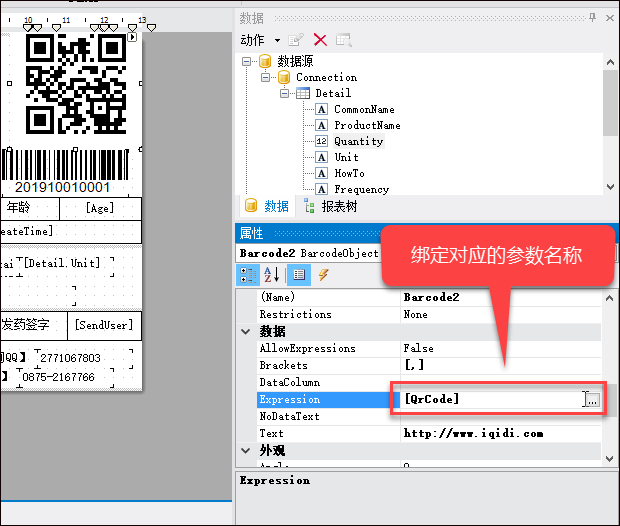 10 11 12 13
201910010001
年龄 [Age]
eateTime]
tai [Detail.Unit]
发药签字 [SendUser]
QQ】 2771067803
】 0875-2167766
数据
动作
数据源
Connection
Detail
CommonName
ProductName
Quantity
Unit
HowTo
Frequency
数据 报表树
属性
Barcode2 BarcodeObject
绑定对应的参数名称
(Name) Barcode2
Restrictions None
数据
AllowExpressions False
Brackets [,]
DataColumn
Expression [QrCode] ...
NoDataText
Text http://www.iqidi.com
外观
Expression